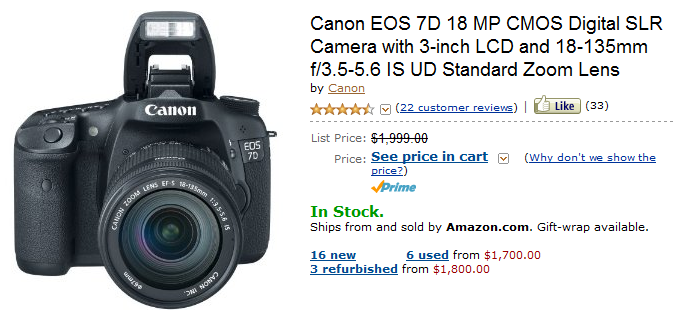 Canon EOS 7D 18 MP CMOS Digital SLR
Camera with 3-inch LCD and 18-135mm
f/3.5-5.6 IS UD Standard Zoom Lens
by Canon
(22 customer reviews) | Like (33)
List Price: $1,999.00
Price: See price in cart (Why don't we show the
price?)
Prime
In Stock.
Ships from and sold by Amazon.com. Gift-wrap available.
16 new 6 used from $1,700.00
3 refurbished from $1,800.00
Canon
EOS
7D
CANON ZOOM LENS EF-S 18-135mm 1:3.5-5.6 IS
CANON INC.